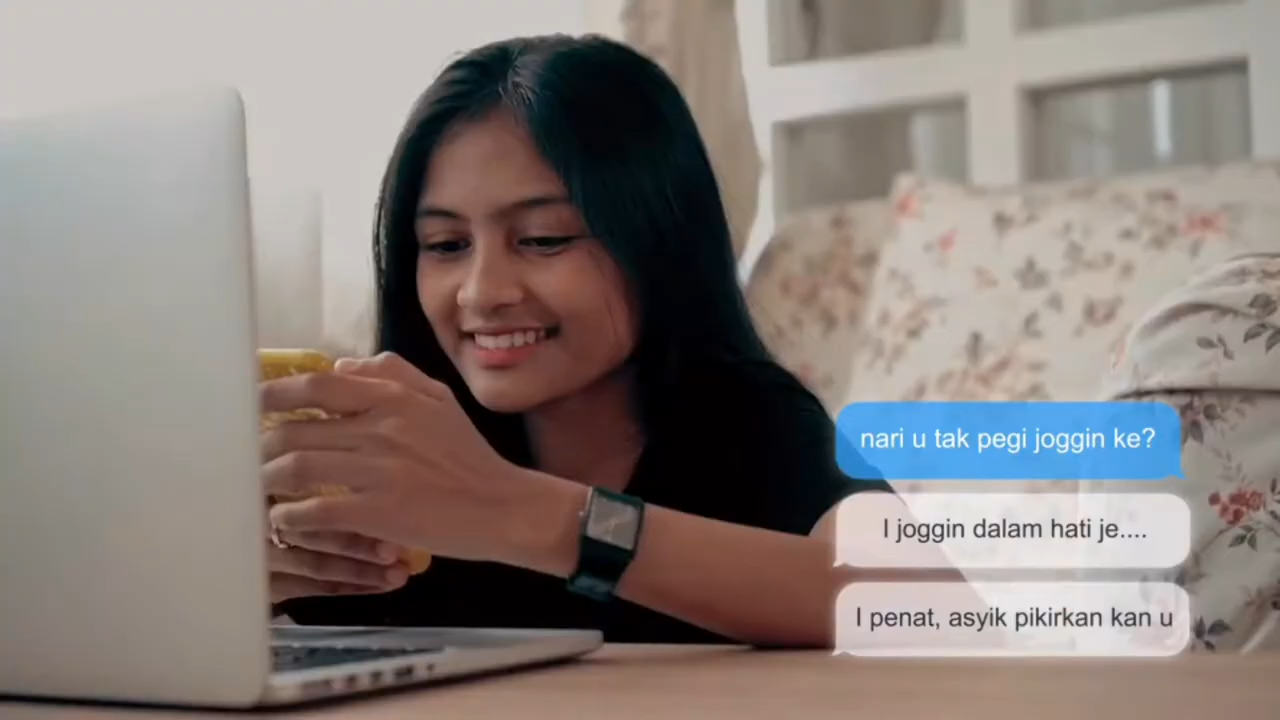 nari u tak pegi joggin ke?
I joggin dalam hati je....
I penat, asyik pikirkan kan u